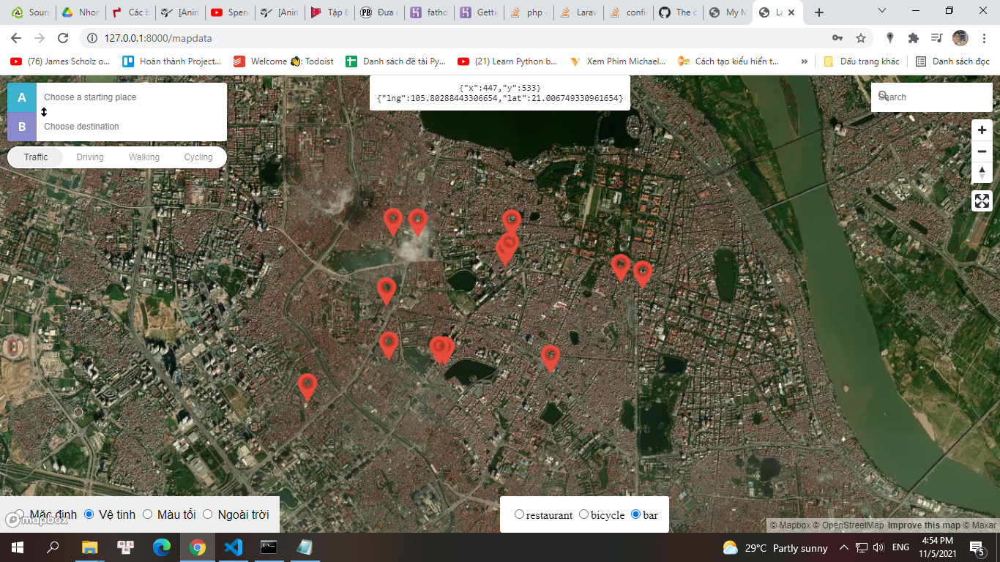 Sourc
Nhon
Các b
[Anim
Spen
[Anim
Tập 8
Đưa c
fatho
Gettin
php -
Larav
confi
The c
My M
La
127.0.0.1:8000/mapdata
(76) James Scholz o...
Hoàn thành Project...
Welcome 👋: Todoist
Danh sách đề tài Py...
(21) Learn Python b...
Xem Phim Michael...
Cách tạo kiểu hiển t...
»
Dấu trang khác
Danh sách đọc
A Choose a starting place
B Choose destination
Traffic Driving Walking Cycling
{"x":447,"y":533}
{"lng":105.80288443306654,"lat":21.006749330961654}
Search
Mặc định Vệ tinh Màu tối Ngoài trời
mapbox
restaurant bicycle bar
© Mapbox © OpenStreetMap Improve this map © Maxar
29°C Partly sunny
ENG
4:54 PM
11/5/2021
5